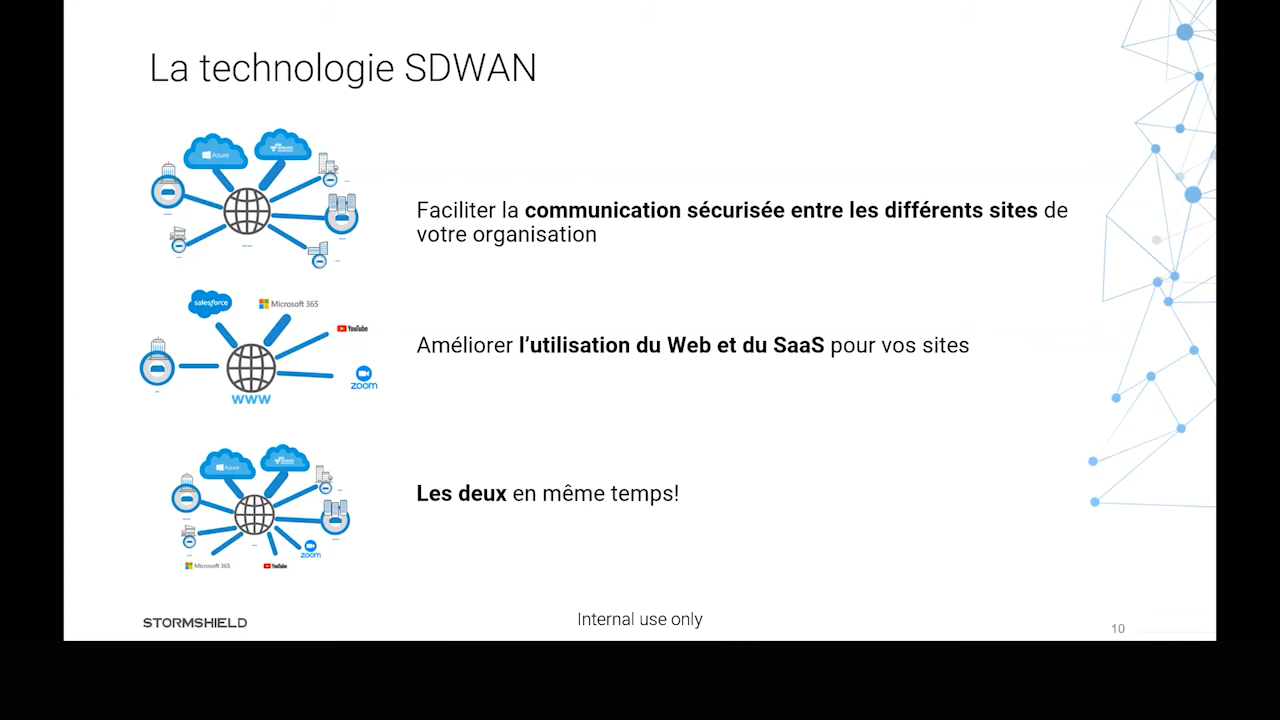 La technologie SDWAN
Azure
Faciliter la communication sécurisée entre les différents sites de
votre organisation
salesforce
Microsoft 365
YouTube
zoom
WWW
Améliorer l’utilisation du Web et du SaaS pour vos sites
Azure
zoom
Microsoft 365
YouTube
Les deux en même temps!
STORMSHIELD
Internal use only
10